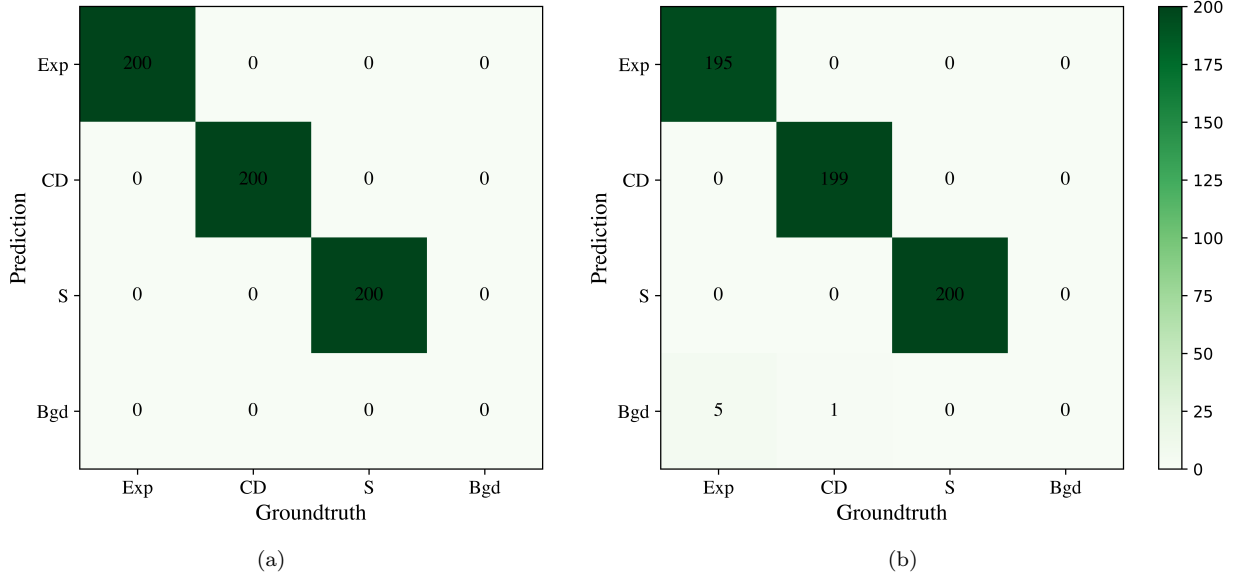 Exp 200 0 0 0
CD 0 200 0 0
S 0 0 200 0
Bgd 0 0 0 0
Exp CD S Bgd
Groundtruth
Prediction
(a)
Exp 195 0 0 0
CD 0 199 0 0
S 0 0 200 0
Bgd 5 1 0 0
Exp CD S Bgd
Groundtruth
Prediction
(b)
200
175
150
125
100
75
50
25
0